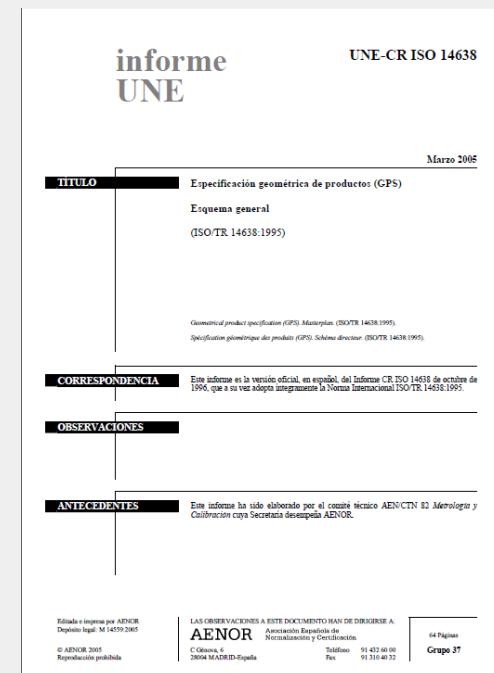 informe
UNE
UNE-CR ISO 14638
Marzo 2005
TÍTULO
Especificación geométrica de productos (GPS)
Esquema general
(ISO/TR 14638:1995)
Geometrical product specification (GPS). Masterplan. (ISO/TR 14638:1995).
Spécification géométrique des produits (GPS). Schéma directeur. (ISO/TR 14638:1995).
CORRESPONDENCIA
Este informe es la versión oficial, en español, del Informe CR ISO 14638 de octubre de
1996, que a su vez adopta íntegramente la Norma Internacional ISO/TR 14638:1995.
OBSERVACIONES
ANTECEDENTES
Este informe ha sido elaborado por el comité técnico AEN/CTN 82 Metrología y
Calibración cuya Secretaría desempeña AENOR.
Editada e impresa por AENOR
Depósito legal: M 14559:2005
© AENOR 2005
Reproducción prohibida
LAS OBSERVACIONES A ESTE DOCUMENTO HAN DE DIRIGIRSE A:
AENOR
Asociación Española de
Normalización y Certificación
C Génova, 6
28004 MADRID-España
Teléfono 91 432 60 00
Fax 91 310 40 32
64 Páginas
Grupo 37